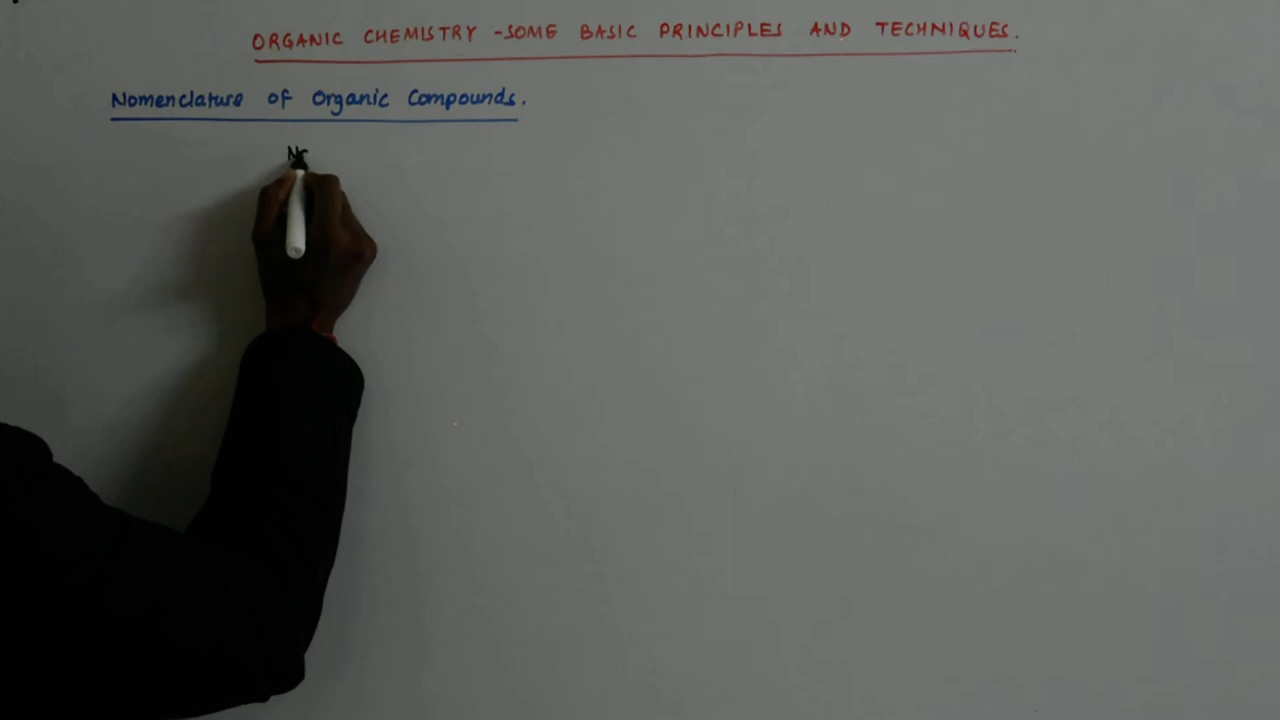 ORGANIC CHEMISTRY -SOME BASIC PRINCIPLES AND TECHNIQUES.
Nomenclature of Organic Compounds.